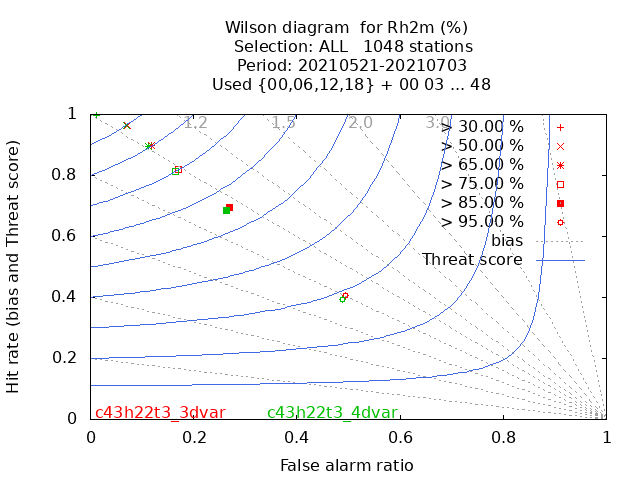 Wilson diagram  for Rh2m (%)
Selection: ALL   1048 stations
Period: 20210521-20210703
Used {00,06,12,18} + 00 03 ... 48
Hit rate (bias and Threat score)
1
0.8
0.6
0.4
0.2
0
1.2
1.5
2.0
3.0
> 30.00 %
> 50.00 %
> 65.00 %
> 75.00 %
> 85.00 %
> 95.00 %
bias
Threat score
c43h22t3_3dvar
c43h22t3_4dvar
0
0.2
0.4
0.6
0.8
1
False alarm ratio